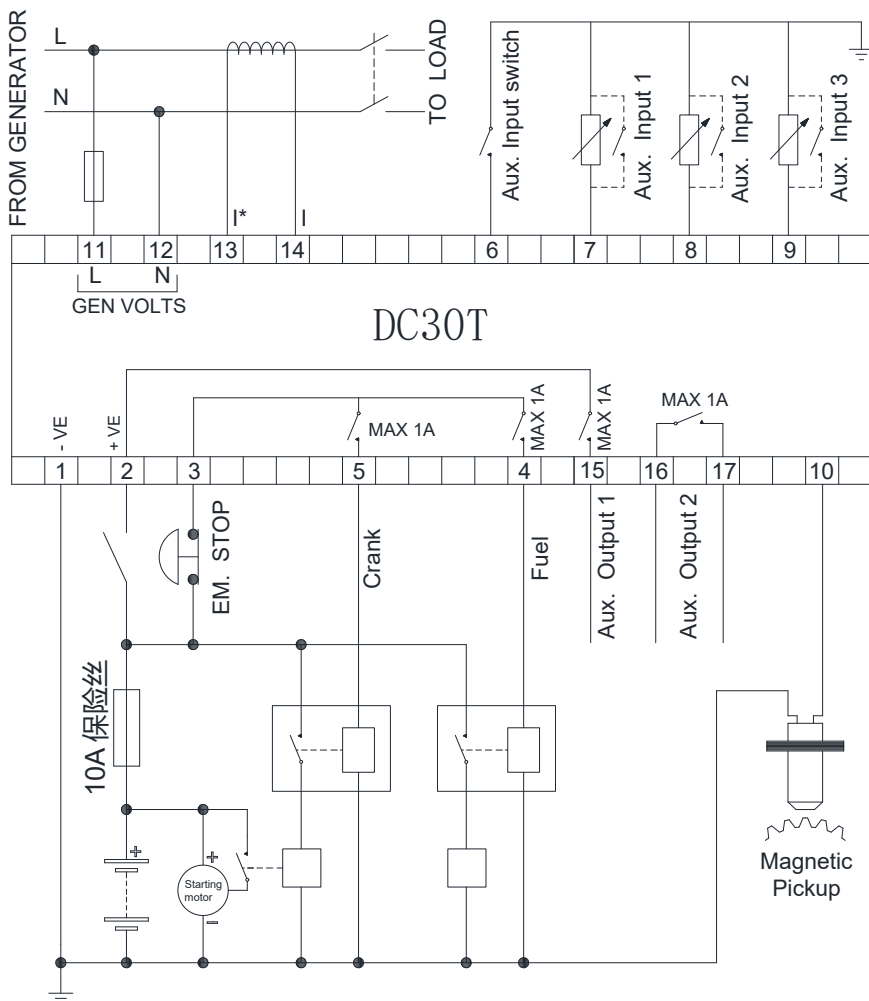 FROM GENERATOR
L
N
TO LOAD
Aux. Input switch
Aux. Input 1
Aux. Input 2
Aux. Input 3
I*
I
11
12
13
14
6
7
8
9
L
N
GEN VOLTS
DC30T
- VE
+ VE
MAX 1A
MAX 1A
MAX 1A
MAX 1A
1
2
3
5
4
15
16
17
10
EM. STOP
Crank
Fuel
Aux. Output 1
Aux. Output 2
10A 保险丝
+
+
Starting
motor
-
Magnetic
Pickup